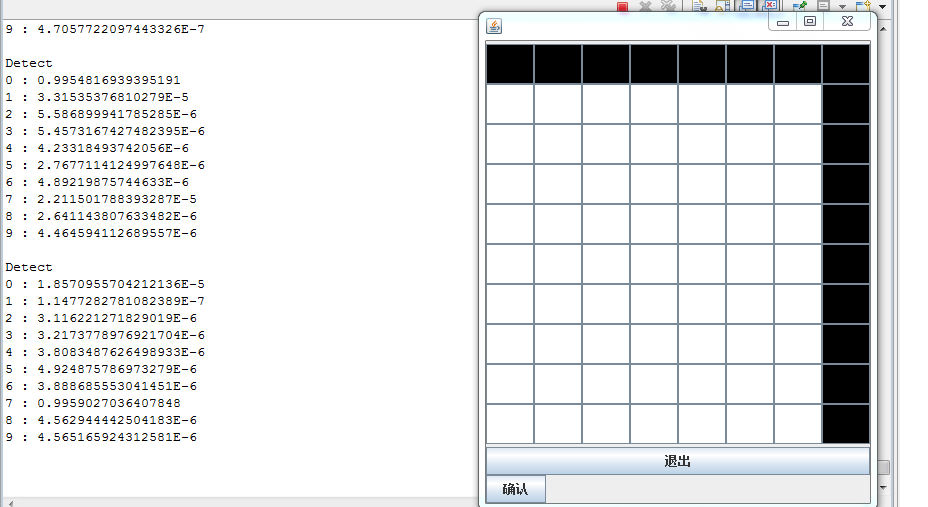 9 : 4.7057722097443326E-7
Detect
0 : 0.9954816939395191
1 : 3.31535376810279E-5
2 : 5.586899941785285E-6
3 : 5.4573167427482395E-6
4 : 4.23318493742056E-6
5 : 2.7677114124997648E-6
6 : 4.89219875744633E-6
7 : 2.211501788393287E-5
8 : 2.641143807633482E-6
9 : 4.464594112689557E-6
Detect
0 : 1.8570955704212136E-5
1 : 1.1477282781082389E-7
2 : 3.116221271829019E-6
3 : 3.2173778976921704E-6
4 : 3.8083487626498933E-6
5 : 4.924875786973279E-6
6 : 3.888685553041451E-6
7 : 0.9959027036407848
8 : 4.562944442504183E-6
9 : 4.565165924312581E-6
退出
确认